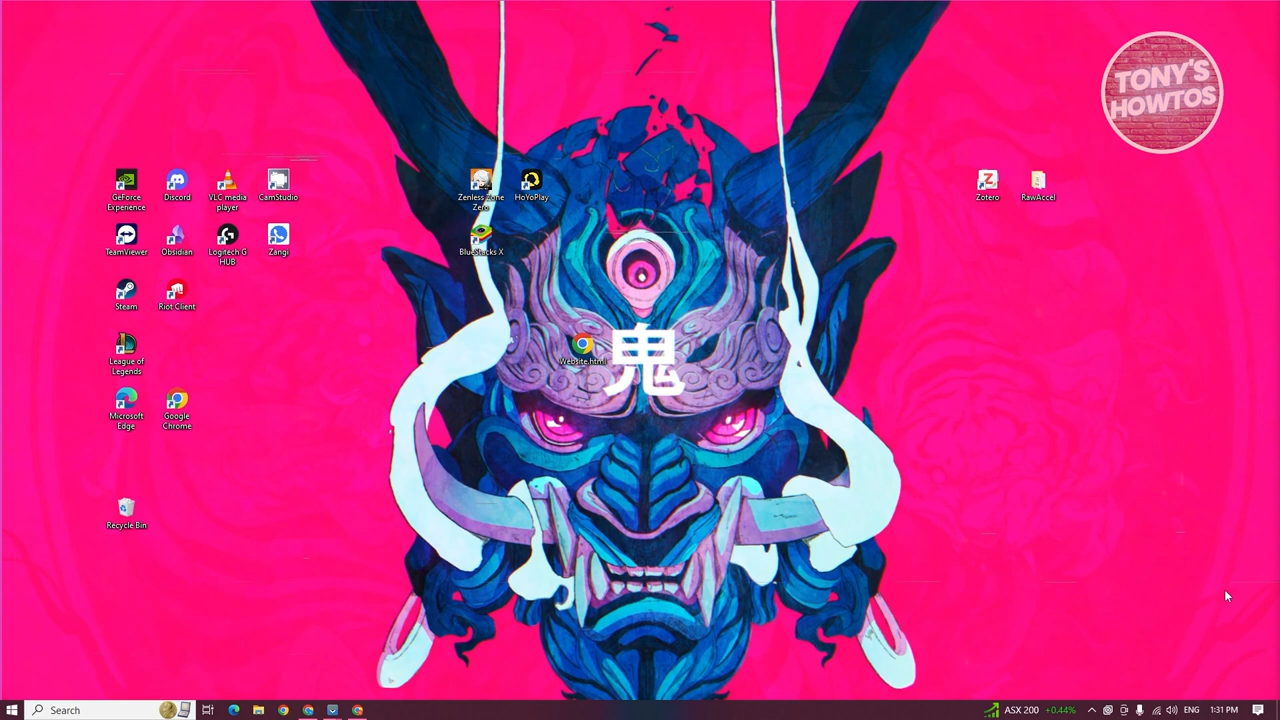 TONY'S
HOWTOS
GeForce
Experience
Discord
VLC media
player
CamStudio
Zenless Zone
Zero
HoYoPlay
Zotero
RawAccel
TeamViewer
Obsidian
Logitech G
HUB
Zangi
BlueStacks X
Steam
Riot Client
League of
Legends
Website.html
鬼
Microsoft
Edge
Google
Chrome
Recycle Bin
Search
ASX 200 +0.44%
ENG
1:31 PM